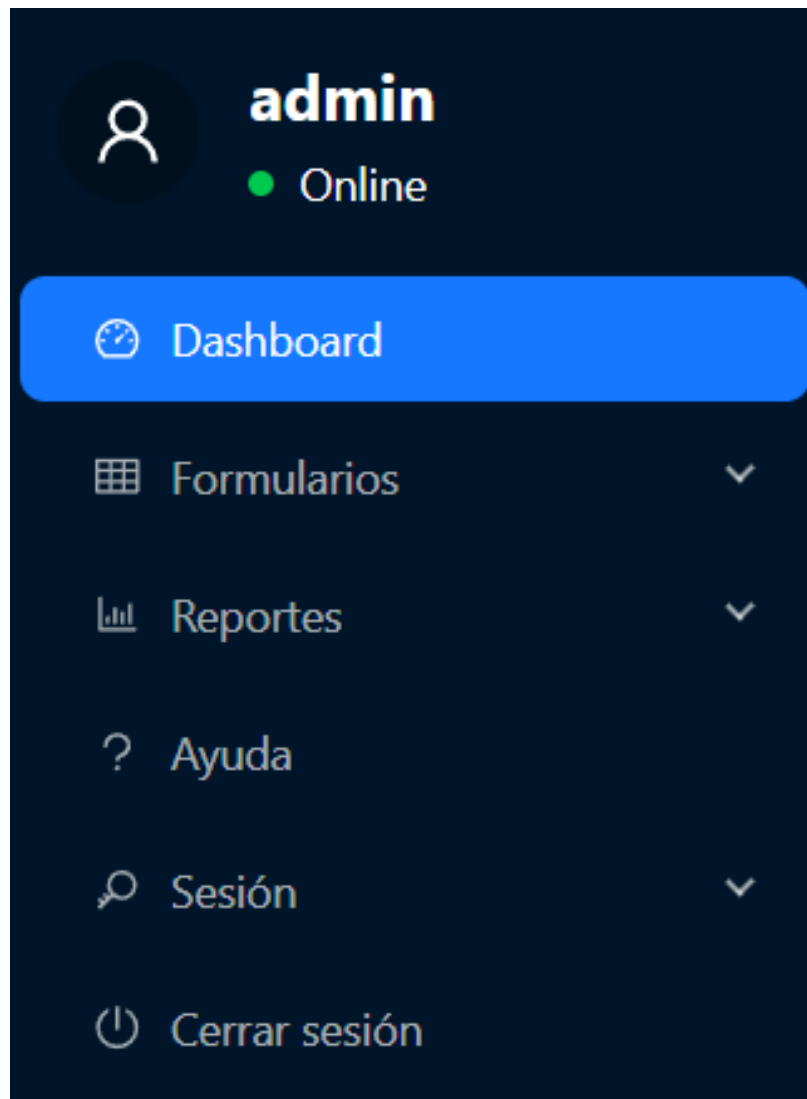 admin
Online
Dashboard
Formularios
Reportes
Ayuda
Sesión
Cerrar sesión